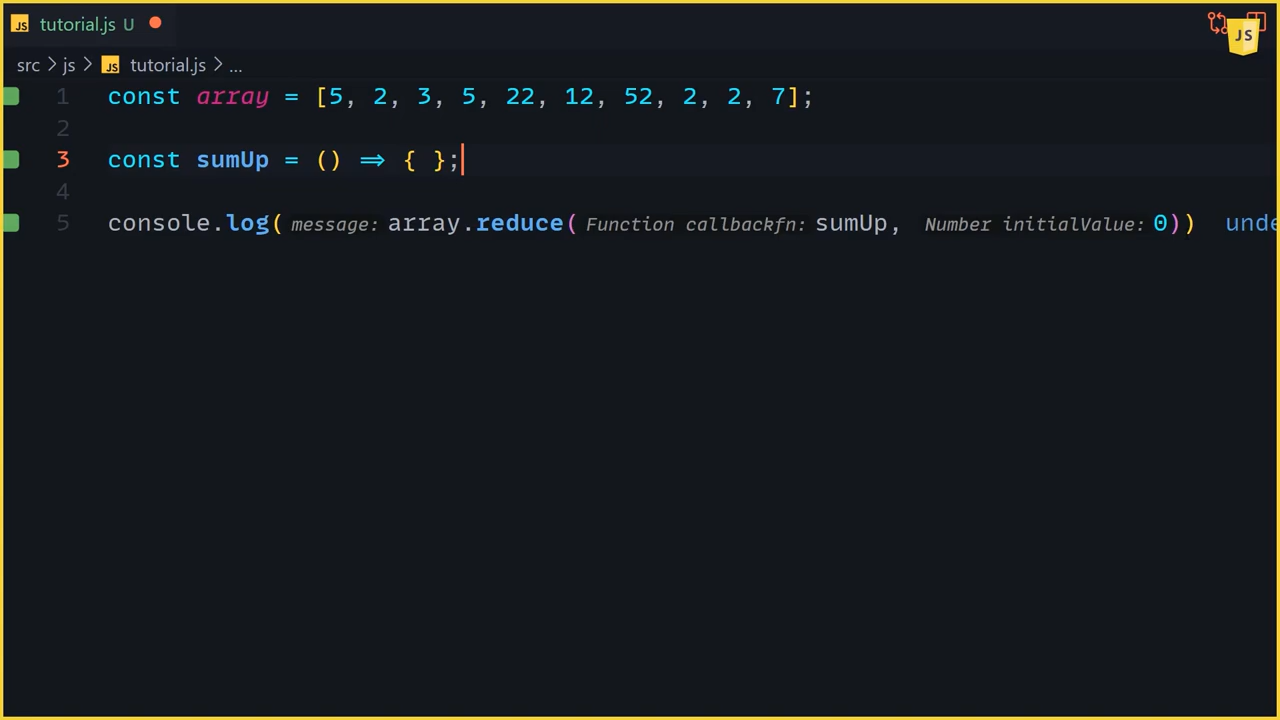 JS tutorial.js U
JS
src > js > JS tutorial.js > ...
1 const array = [5, 2, 3, 5, 22, 12, 52, 2, 2, 7];
2
3 const sumUp = () => { };
4
5 console.log( message: array.reduce( Function callbackfn: sumUp, Number initialValue: 0)) unde